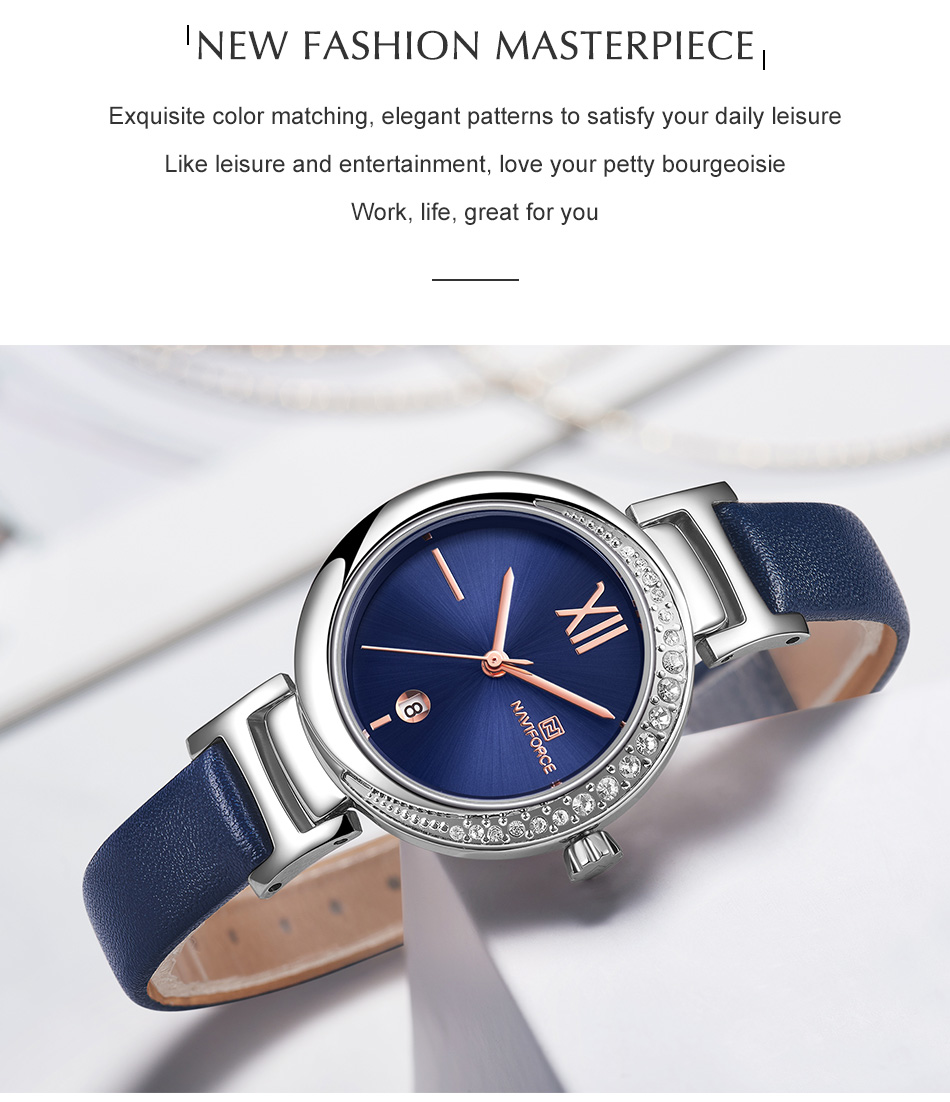 NEW FASHION MASTERPIECE
Exquisite color matching, elegant patterns to satisfy your daily leisure
Like leisure and entertainment, love your petty bourgeoisie
Work, life, great for you
XII
NAVIFORCE
18